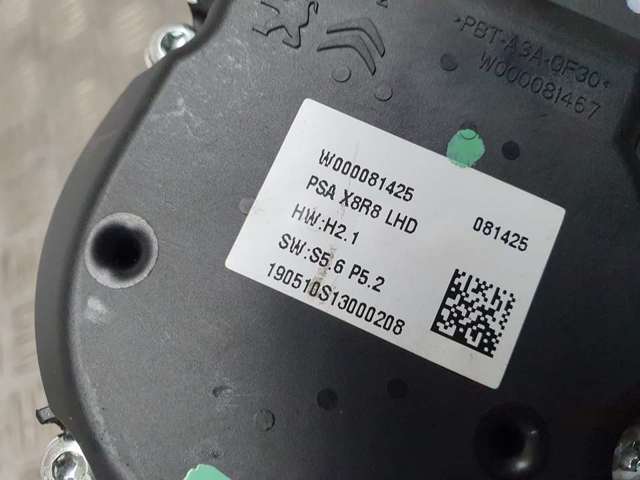 >PBT-A3A-GF30<
W000081467
W000081425
PSA X8R8 LHD
081425
HW:H2.1
SW:S5.6 P5.2
190510S13000208